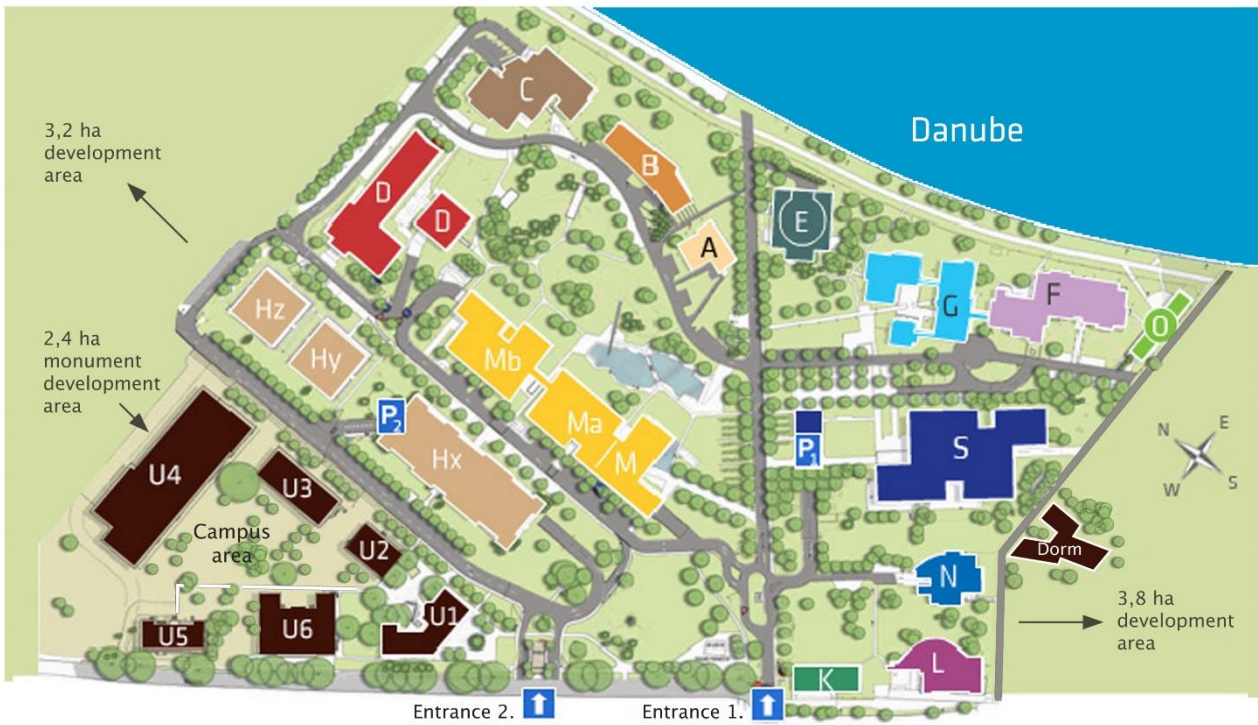 Danube
3,2 ha
development
area
C
B
D
D
E
A
G
F
O
Hz
Hy
2,4 ha
monument
development
area
Mb
Ma
M
P2
Hx
P1
S
N
E
W
S
U4
U3
Campus
area
U2
Dorm
N
U1
U5
U6
3,8 ha
development
area
L
K
Entrance 2.
Entrance 1.